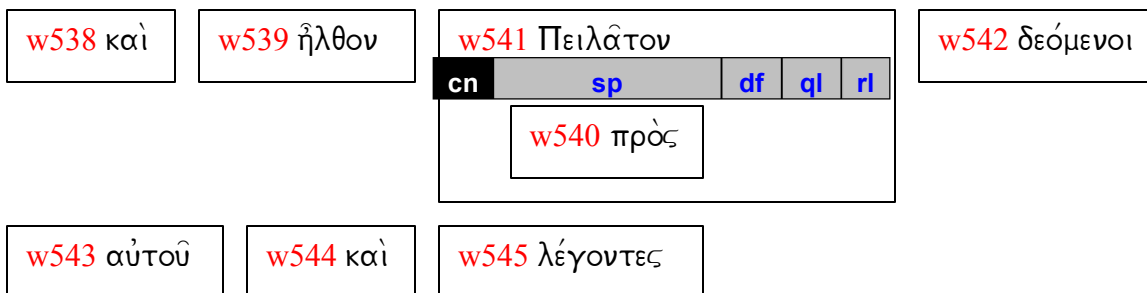 w538 καὶ w539 ἦλθον w541 Πειλᾶτον w542 δεόμενοι
cn sp df ql rl
w540 πρὸς
w543 αὐτοῦ w544 καὶ w545 λέγοντες